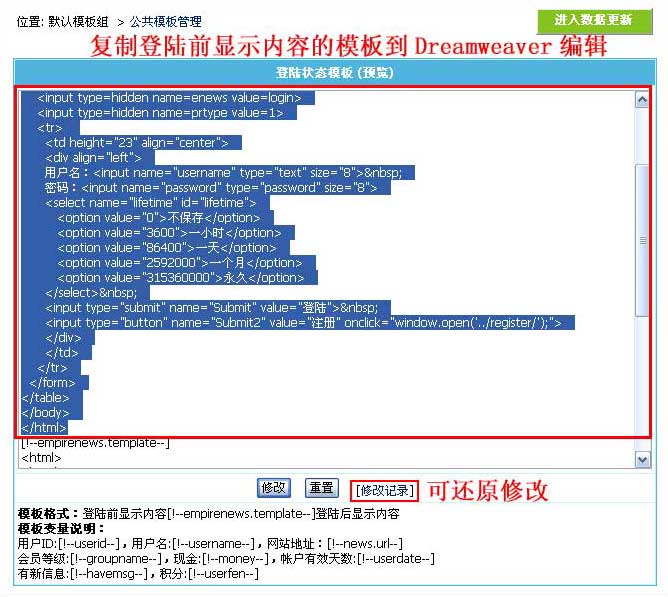 位置: 默认模板组 > 公共模板管理
进入数据更新
复制登陆前显示内容的模板到 Dreamweaver 编辑
登陆状态模板 (预览)
<input type=hidden name=enews value=login>
<input type=hidden name=prtype value=1>
<tr>
<td height="23" align="center">
<div align="left">
用户名：<input name="username" type="text" size="8">&nbsp;
密码：<input name="password" type="password" size="8">
<select name="lifetime" id="lifetime">
<option value="0">不保存</option>
<option value="3600">一小时</option>
<option value="86400">一天</option>
<option value="2592000">一个月</option>
<option value="315360000">永久</option>
</select>&nbsp;
<input type="submit" name="Submit" value="登陆">&nbsp;
<input type="button" name="Submit2" value="注册" onclick="window.open('../register/');">
</div>
</td>
</tr>
</form>
</table>
</body>
</html>
[!--empirenews.template--]
<html>
修改 重置 [修改记录] 可还原修改
模板格式：登陆前显示内容[!--empirenews.template--]登陆后显示内容
模板变量说明：
用户ID:[!--userid--]，用户名:[!--username--]，网站地址：[!--news.url--]
会员等级:[!--groupname--]，现金:[!--money--]，帐户有效天数:[!--userdate--]
有新信息:[!--havemsg--]，积分:[!--userfen--]